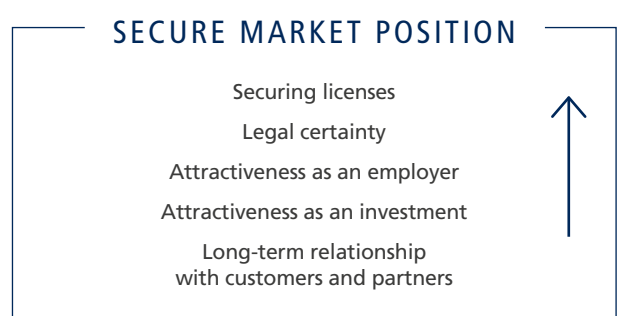 SECURE MARKET POSITION
Securing licenses
Legal certainty
Attractiveness as an employer
Attractiveness as an investment
Long-term relationship
with customers and partners